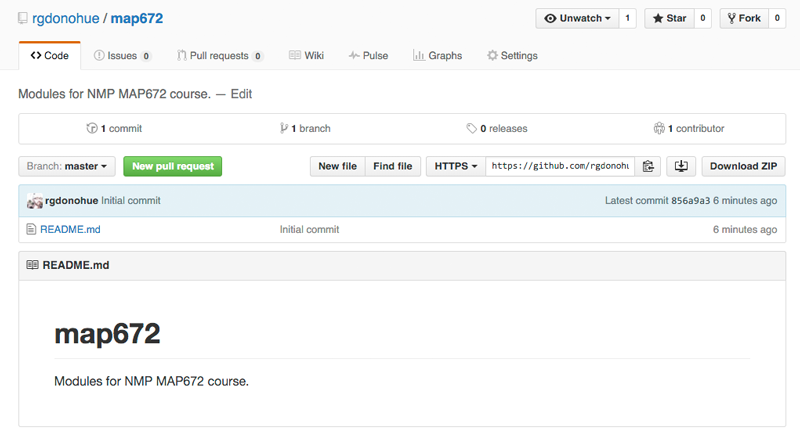 rgdonohue / map672
Unwatch 1 Star 0 Fork 0
Code Issues 0 Pull requests 0 Wiki Pulse Graphs Settings
Modules for NMP MAP672 course. — Edit
1 commit 1 branch 0 releases 1 contributor
Branch: master New pull request New file Find file HTTPS https://github.com/rgdonohu Download ZIP
rgdonohue Initial commit Latest commit 856a9a3 6 minutes ago
README.md Initial commit 6 minutes ago
README.md
map672
Modules for NMP MAP672 course.